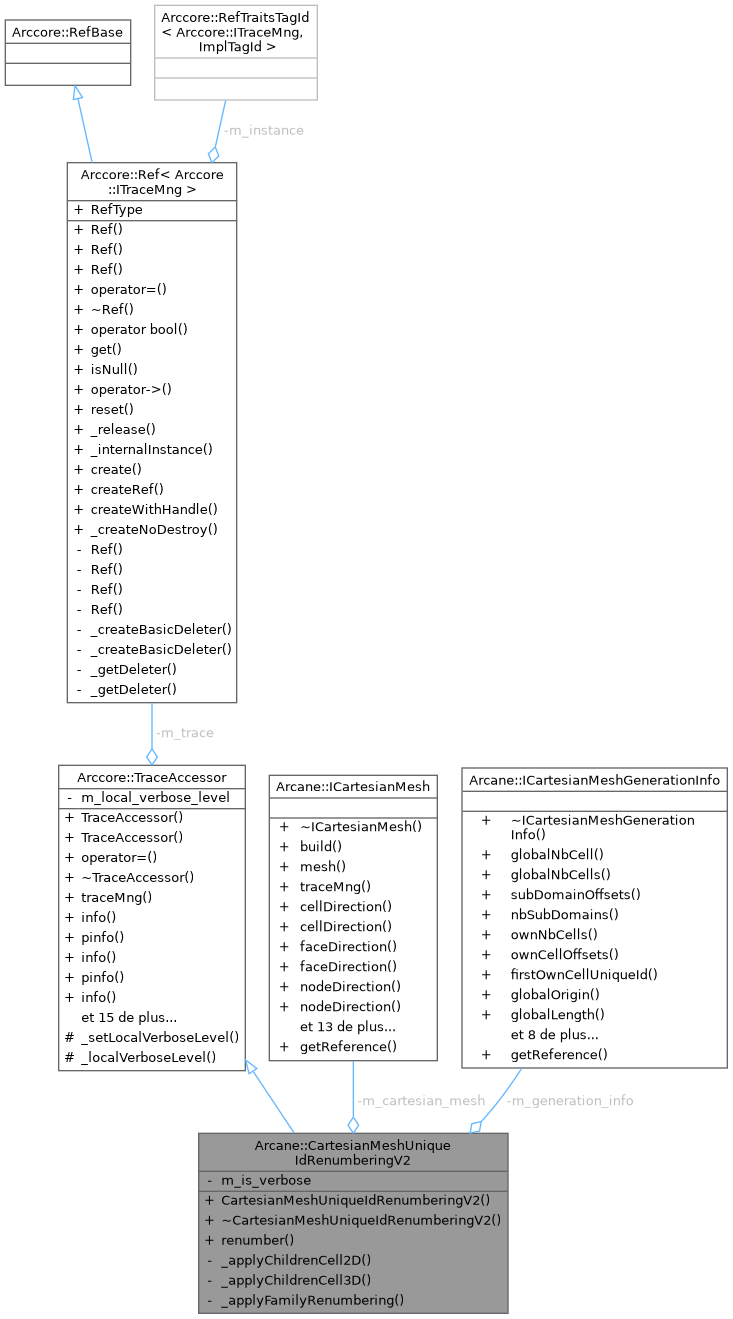 Arccore::RefBase
Arccore::RefTraitsTagId
< Arccore::ITraceMng,
ImplTagId >
-m_instance
Arccore::Ref< Arccore
::ITraceMng >
+ RefType
+ Ref()
+ Ref()
+ Ref()
+ operator=()
+ ~Ref()
+ operator bool()
+ get()
+ isNull()
+ operator->()
+ reset()
+ _release()
+ _internalInstance()
+ create()
+ createRef()
+ createWithHandle()
+ _createNoDestroy()
- Ref()
- Ref()
- Ref()
- Ref()
- _createBasicDeleter()
- _createBasicDeleter()
- _getDeleter()
- _getDeleter()
-m_trace
Arccore::TraceAccessor
- m_local_verbose_level
+ TraceAccessor()
+ TraceAccessor()
+ operator=()
+ ~TraceAccessor()
+ traceMng()
+ info()
+ pinfo()
+ info()
+ pinfo()
+ info()
et 15 de plus...
# _setLocalVerboseLevel()
# _localVerboseLevel()
Arcane::ICartesianMesh
+ ~ICartesianMesh()
+ build()
+ mesh()
+ traceMng()
+ cellDirection()
+ cellDirection()
+ faceDirection()
+ faceDirection()
+ nodeDirection()
+ nodeDirection()
et 13 de plus...
+ getReference()
Arcane::ICartesianMeshGenerationInfo
+ ~ICartesianMeshGeneration
Info()
+ globalNbCell()
+ globalNbCells()
+ subDomainOffsets()
+ nbSubDomains()
+ ownNbCells()
+ ownCellOffsets()
+ firstOwnCellUniqueId()
+ globalOrigin()
+ globalLength()
et 8 de plus...
+ getReference()
-m_cartesian_mesh
-m_generation_info
Arcane::CartesianMeshUnique
IdRenumberingV2
- m_is_verbose
+ CartesianMeshUniqueIdRenumberingV2()
+ ~CartesianMeshUniqueIdRenumberingV2()
+ renumber()
- _applyChildrenCell2D()
- _applyChildrenCell3D()
- _applyFamilyRenumbering()